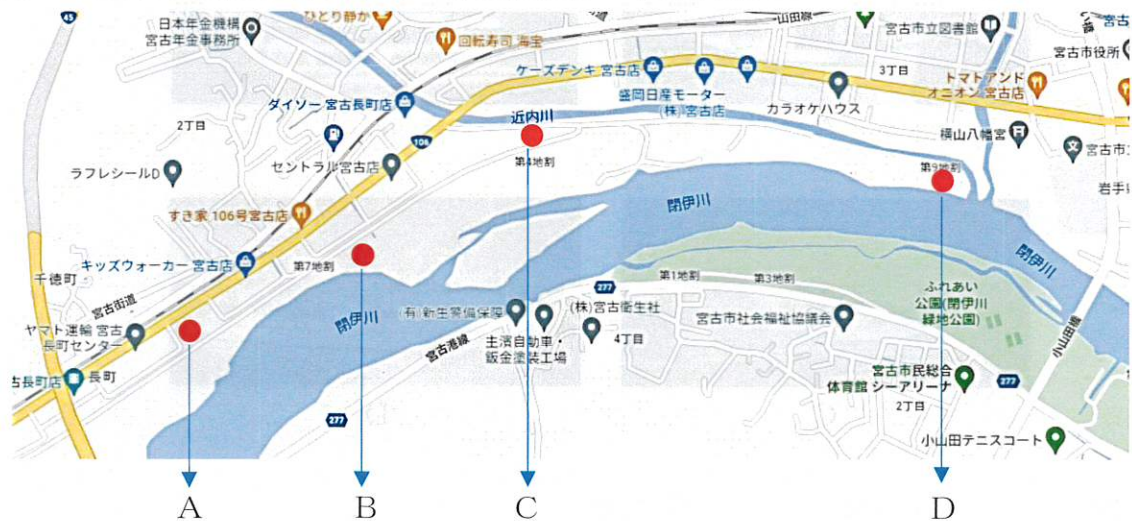 45
日本年金機構
宮古年金事務所
ひとり静か
回転寿司 海宝
山田線
宮古市立図書館
宮古市役所
ケーズデンキ 宮古店
3丁目
トマトアンド
オニオン 宮古店
ダイソー 宮古長町店
盛岡日産モーター
(株) 宮古店
カラオケハウス
近内川
2丁目
106
横山八幡宮
宮古市立
セントラル宮古店
第4地割
第9地割
ラフレシールD
岩手県
すき家 106号宮古店
閉伊川
キッズウォーカー 宮古店
第7地割
閉伊川
千徳町
277
第1地割
第3地割
ふれあい
公園(閉伊川
緑地公園)
宮古街道
閉伊川
(有)新生警備保障
(株)宮古衛生社
ヤマト運輸 宮古
長町センター
宮古市社会福祉協議会
小山田線
宮古港線
主濱自動車・
鈑金塗装工場
4丁目
古長町店
長町
宮古市民総合
体育館 シーアリーナ
277
2丁目
277
小山田テニスコート
A
B
C
D